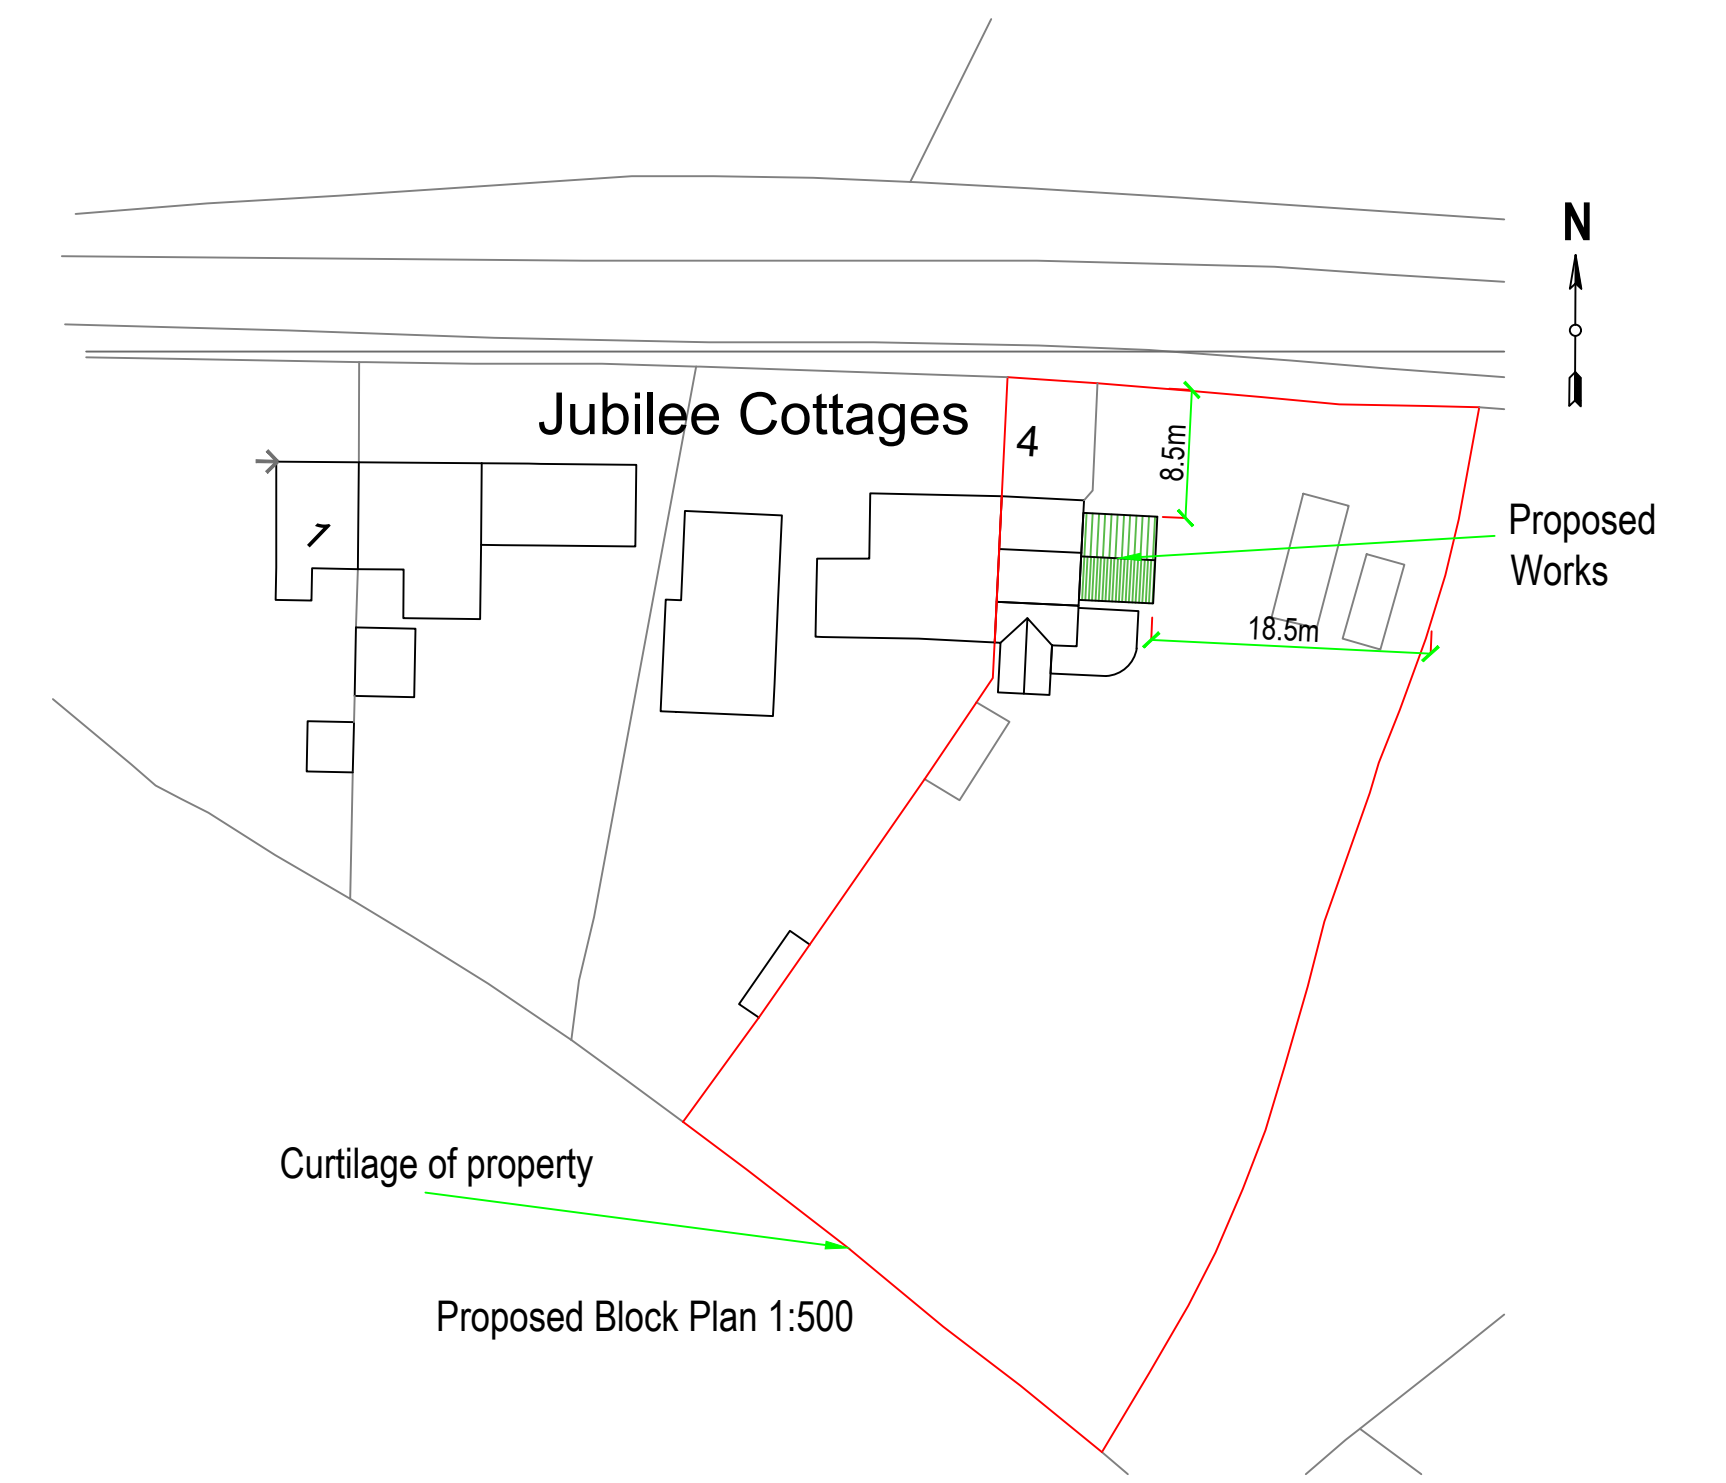 N
Jubilee Cottages
4
8.5m
1
Proposed
Works
18.5m
Curtilage of property
Proposed Block Plan 1:500